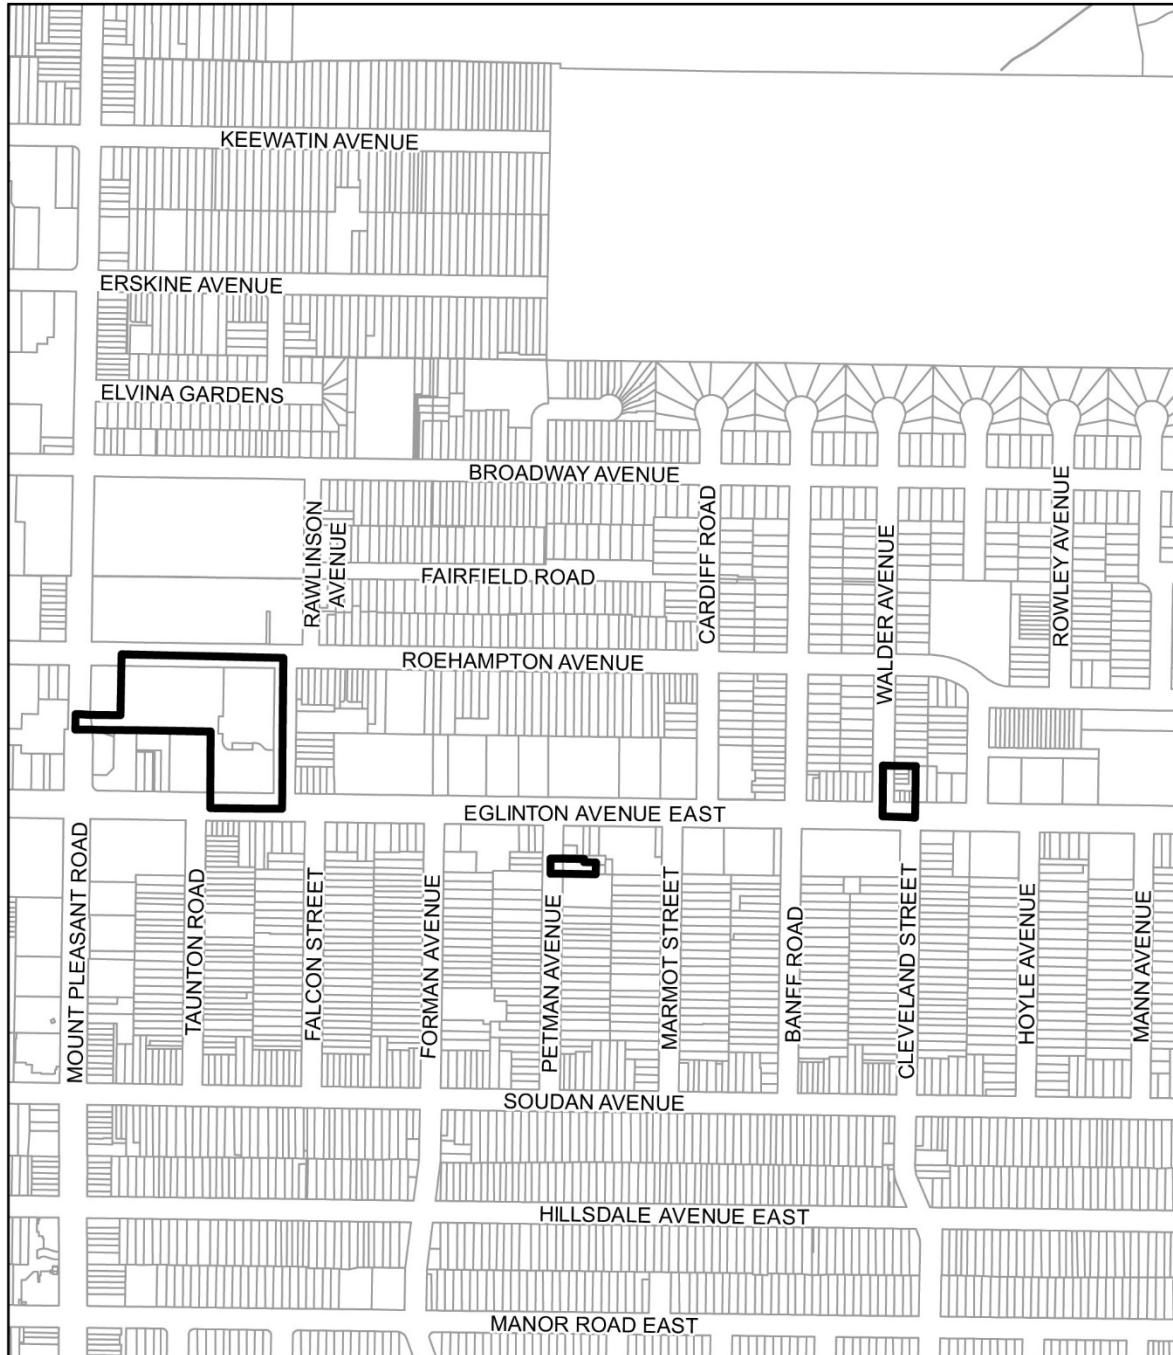 KEEWATIN AVENUE
ERSKINE AVENUE
ELVINA GARDENS
BROADWAY AVENUE
RAWLINSON
AVENUE
CARDIFF ROAD
ROWLEY AVENUE
WALDER AVENUE
FAIRFIELD ROAD
ROEHAMPTON AVENUE
EGLINTON AVENUE EAST
MOUNT PLEASANT ROAD
TAUNTON ROAD
FALCON STREET
FORMAN AVENUE
PETMAN AVENUE
MARMOT STREET
BANFF ROAD
CLEVELAND STREET
HOYLE AVENUE
MANN AVENUE
SOUDAN AVENUE
HILLSDALE AVENUE EAST
MANOR ROAD EAST